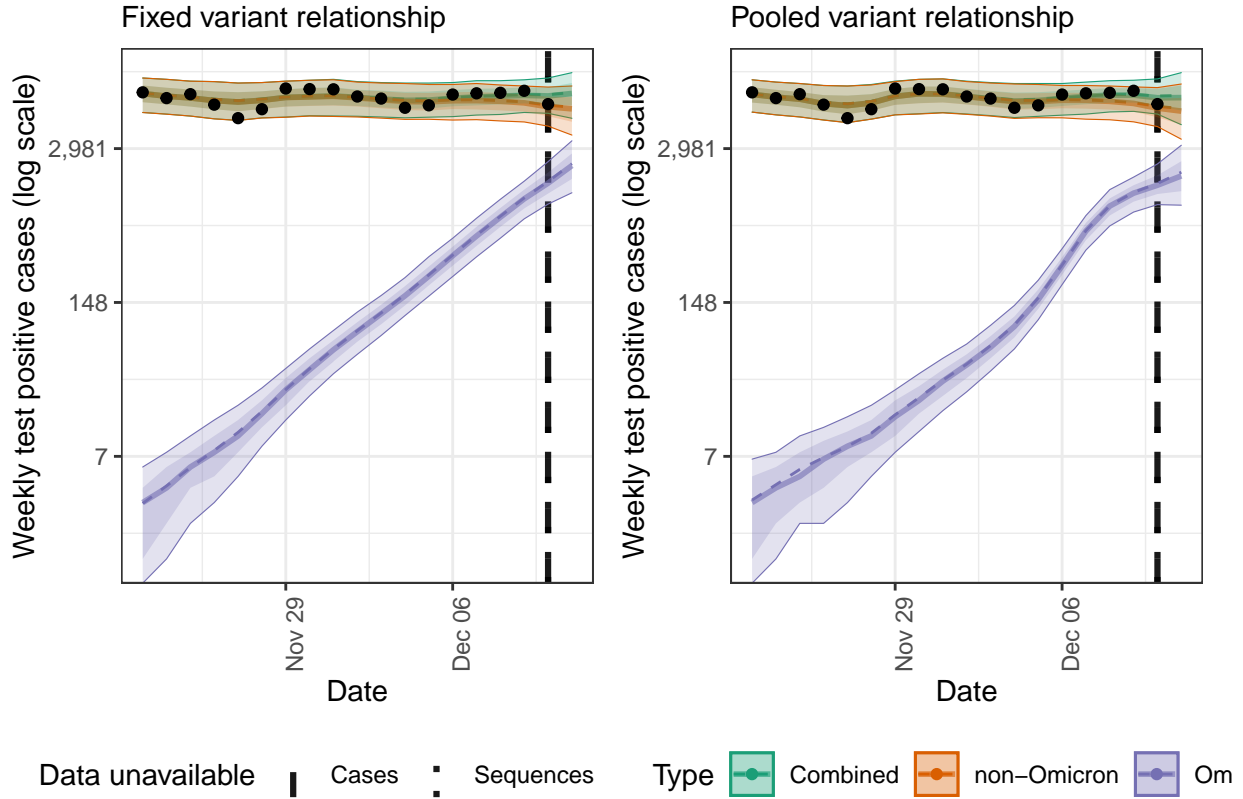 Fixed variant relationship
Pooled variant relationship
Weekly test positive cases (log scale)
2,981
148
7
Nov 29
Dec 06
Date
Weekly test positive cases (log scale)
2,981
148
7
Nov 29
Dec 06
Date
Data unavailable Cases Sequences Type Combined non−Omicron Om